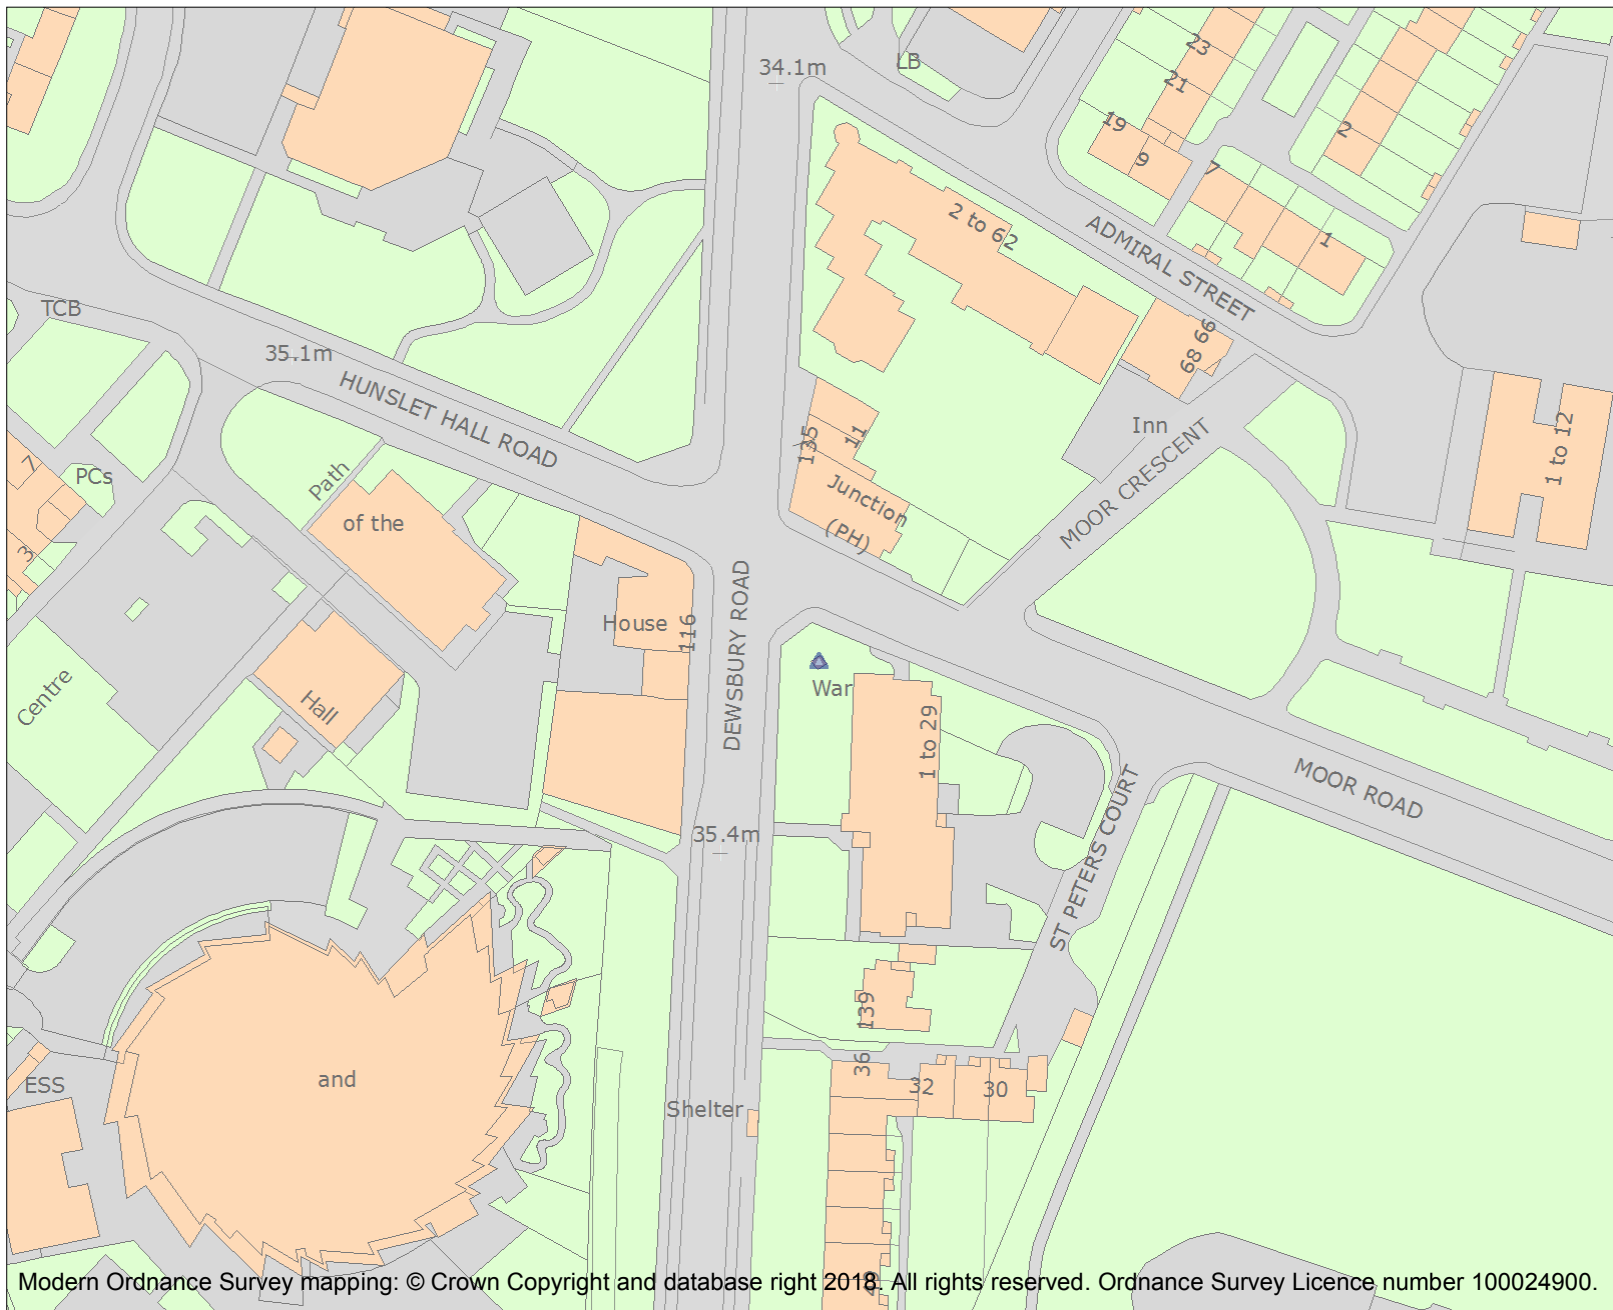 34.1m
LB
23
21
19
9
7
2
1
2 to 62
ADMIRAL STREET
TCB
35.1m
HUNSLET HALL ROAD
66
68
Inn
MOOR CRESCENT
1 to 12
135
11
Junction
(PH)
7
PCs
3
Path
of the
House
116
DEWSBURY ROAD
War
Centre
Hall
1 to 29
ST PETERS COURT
MOOR ROAD
35.4m
139
36
32
30
ESS
and
Shelter
Modern Ordnance Survey mapping: © Crown Copyright and database right 2018. All rights reserved. Ordnance Survey Licence number 100024900.